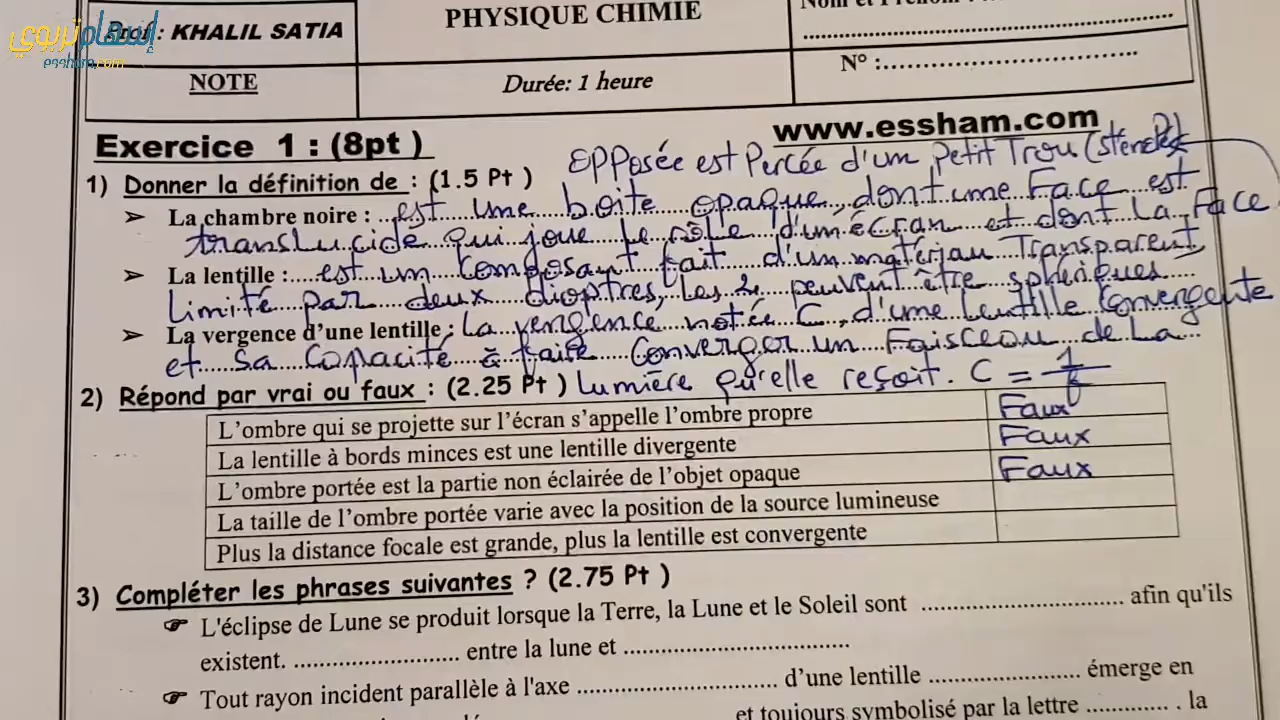 إسهام تربوي
essham.com
Prof : KHALIL SATIA
PHYSIQUE CHIMIE
NOTE
Durée: 1 heure
N° :
Exercice 1 : (8pt )
www.essham.com
opposée est Percée d'un Petit Trou
1) Donner la définition de : (1.5 Pt )
➢ La chambre noire : est une boite opaque, dont une Face est
translucide qui joue le rôle d'un écran et dont la Face
➢ La lentille : est un composant fait d'un matériau Transparent
limité par deux dioptres, les 2 peuvent être sphériques
➢ La vergence d'une lentille : La vergence notée C, d'une Lentille Convergente
et sa capacité à faire Converger un Faisceau de La
2) Répond par vrai ou faux : (2.25 Pt ) Lumière qu'elle reçoit. C = 1/f
L'ombre qui se projette sur l'écran s'appelle l'ombre propre Faux
La lentille à bords minces est une lentille divergente Faux
L'ombre portée est la partie non éclairée de l'objet opaque Faux
La taille de l'ombre portée varie avec la position de la source lumineuse
Plus la distance focale est grande, plus la lentille est convergente
3) Compléter les phrases suivantes ? (2.75 Pt )
☞ L'éclipse de Lune se produit lorsque la Terre, la Lune et le Soleil sont ............................ afin qu'ils
existent. ........................ entre la lune et .................................
☞ Tout rayon incident parallèle à l'axe ............................. d'une lentille ...................... émerge en
et toujours symbolisé par la lettre ............. . la